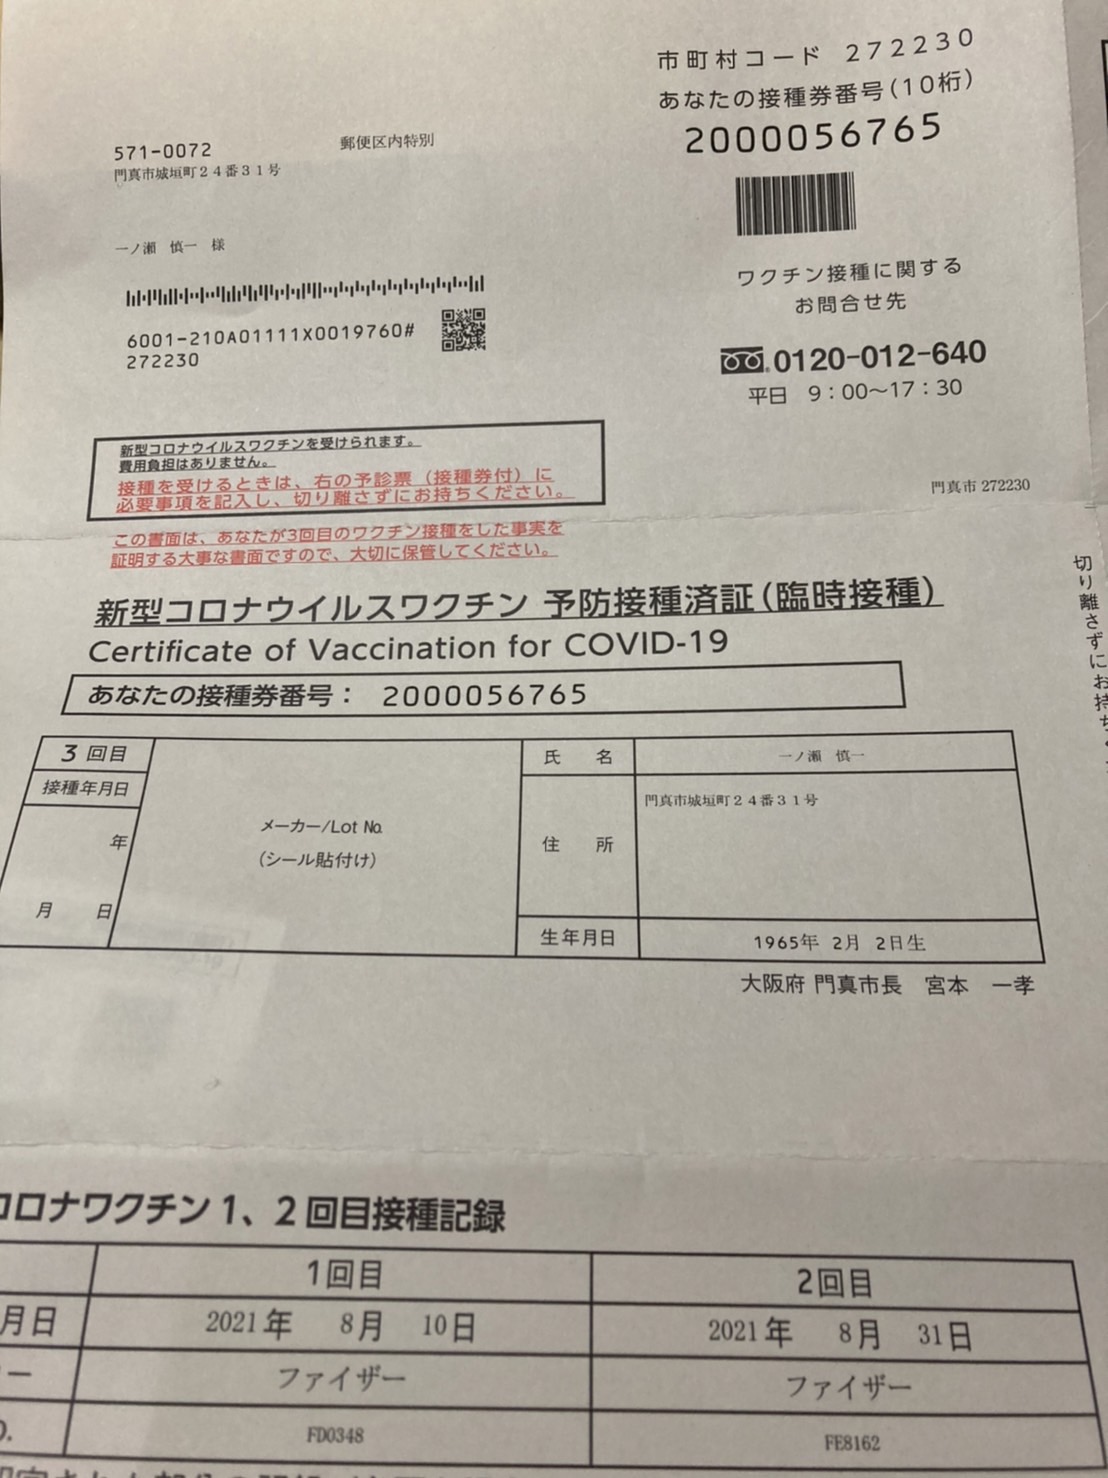 市町村コード 272230
あなたの接種券番号(10桁)
2000056765
571-0072
郵便区内特別
門真市城垣町24番31号
一ノ瀬 慎一 様
6001-210A01111X0019760#
272230
ワクチン接種に関する
お問合せ先
0120-012-640
平日 9:00〜17:30
新型コロナウイルスワクチンを受けられます。
費用負担はありません。
接種を受けるときは、右の予診票(接種券付)に
必要事項を記入し、切り離さずにお持ちください。
門真市 272230
この書面は、あなたが3回目のワクチン接種をした事実を
証明する大事な書面ですので、大切に保管してください。
切り離さずにお持ち
新型コロナウイルスワクチン 予防接種済証(臨時接種)
Certificate of Vaccination for COVID-19
あなたの接種券番号: 2000056765
3 回目
接種年月日
年
月 日
メーカー/Lot No.
(シール貼付け)
氏 名 一ノ瀬 慎一
住 所 門真市城垣町24番31号
生年月日 1965年 2月 2日生
大阪府 門真市長 宮本 一孝
コロナワクチン1、2回目接種記録
1回目 2回目
月日 2021年 8月 10日 2021年 8月 31日
ー ファイザー ファイザー
o. FD0348 FE8162